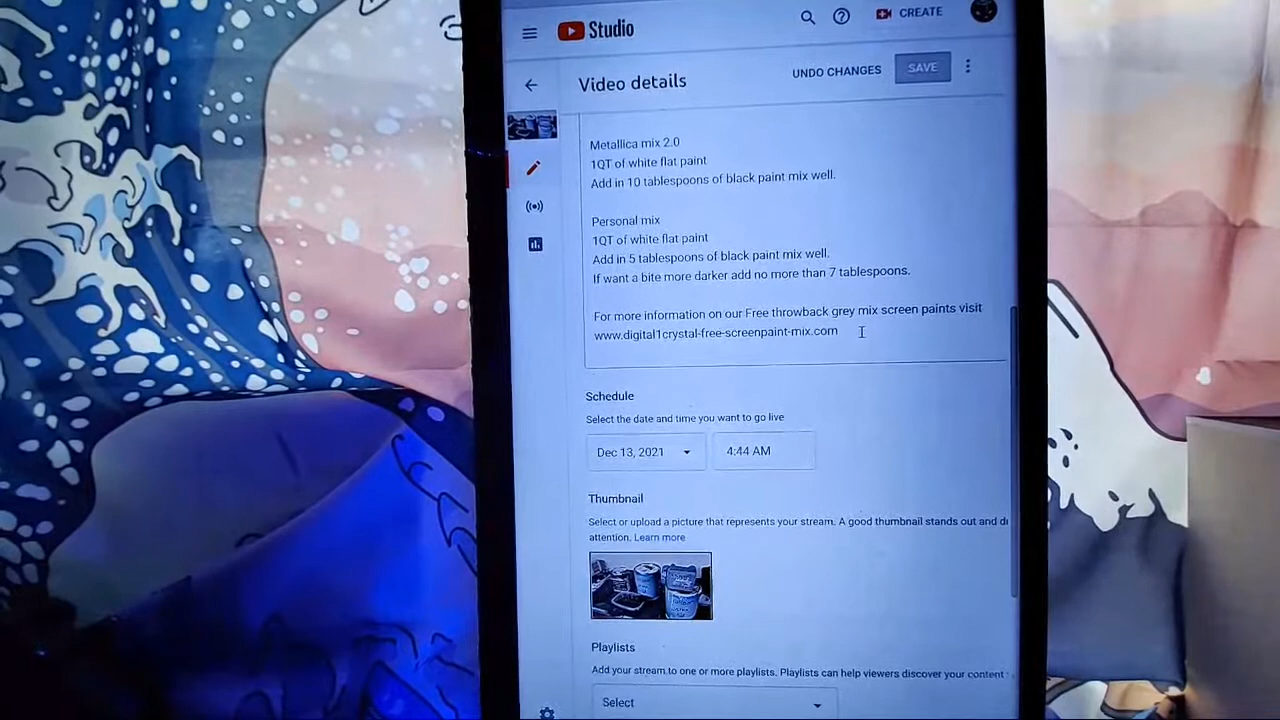 Studio
CREATE
Video details
UNDO CHANGES
SAVE
Metallica mix 2.0
1QT of white flat paint
Add in 10 tablespoons of black paint mix well.
Personal mix
1QT of white flat paint
Add in 5 tablespoons of black paint mix well.
If want a bite more darker add no more than 7 tablespoons.
For more information on our Free throwback grey mix screen paints visit
www.digital1crystal-free-screenpaint-mix.com
Schedule
Select the date and time you want to go live
Dec 13, 2021
4:44 AM
Thumbnail
Select or upload a picture that represents your stream. A good thumbnail stands out and
attention. Learn more
Playlists
Add your stream to one or more playlists. Playlists can help viewers discover your content
Select